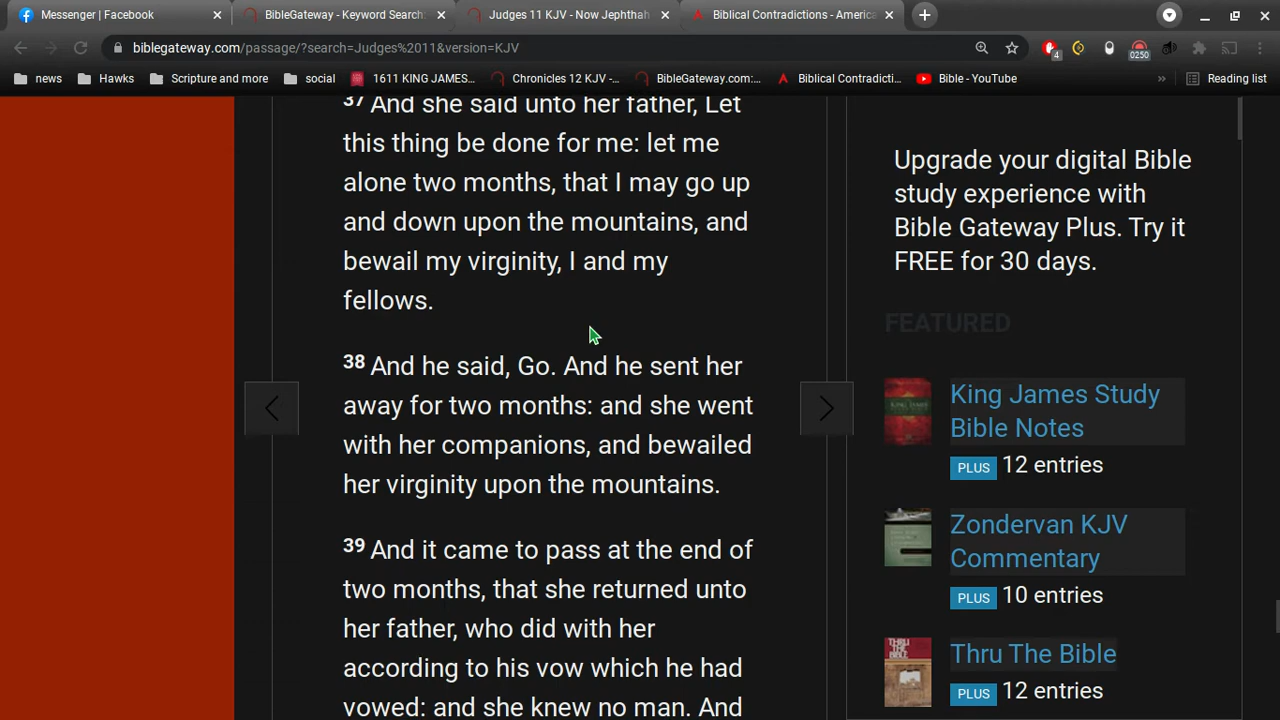 Messenger | Facebook
BibleGateway - Keyword Search:
Judges 11 KJV - Now Jephthah
Biblical Contradictions - America
biblegateway.com/passage/?search=Judges%2011&version=KJV
4
0250
news
Hawks
Scripture and more
social
1611 KING JAMES...
Chronicles 12 KJV -...
BibleGateway.com:...
Biblical Contradicti...
Bible - YouTube
»
Reading list
37 And she said unto her father, Let
this thing be done for me: let me
alone two months, that I may go up
and down upon the mountains, and
bewail my virginity, I and my
fellows.
38 And he said, Go. And he sent her
away for two months: and she went
with her companions, and bewailed
her virginity upon the mountains.
39 And it came to pass at the end of
two months, that she returned unto
her father, who did with her
according to his vow which he had
vowed: and she knew no man. And
Upgrade your digital Bible
study experience with
Bible Gateway Plus. Try it
FREE for 30 days.
FEATURED
King James Study
Bible Notes
PLUS 12 entries
Zondervan KJV
Commentary
PLUS 10 entries
THRU THE
BIBLE
Thru The Bible
PLUS 12 entries